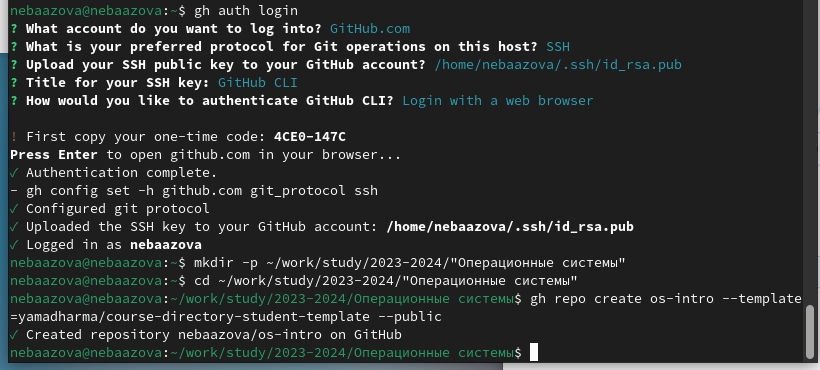 nebaazova@nebaazova:~$ gh auth login
? What account do you want to log into? GitHub.com
? What is your preferred protocol for Git operations on this host? SSH
? Upload your SSH public key to your GitHub account? /home/nebaazova/.ssh/id_rsa.pub
? Title for your SSH key: GitHub CLI
? How would you like to authenticate GitHub CLI? Login with a web browser
! First copy your one-time code: 4CE0-147C
Press Enter to open github.com in your browser...
✓ Authentication complete.
- gh config set -h github.com git_protocol ssh
✓ Configured git protocol
✓ Uploaded the SSH key to your GitHub account: /home/nebaazova/.ssh/id_rsa.pub
✓ Logged in as nebaazova
nebaazova@nebaazova:~$ mkdir -p ~/work/study/2023-2024/"Операционные системы"
nebaazova@nebaazova:~$ cd ~/work/study/2023-2024/"Операционные системы"
nebaazova@nebaazova:~/work/study/2023-2024/Операционные системы$ gh repo create os-intro --template
=yamadharma/course-directory-student-template --public
✓ Created repository nebaazova/os-intro on GitHub
nebaazova@nebaazova:~/work/study/2023-2024/Операционные системы$